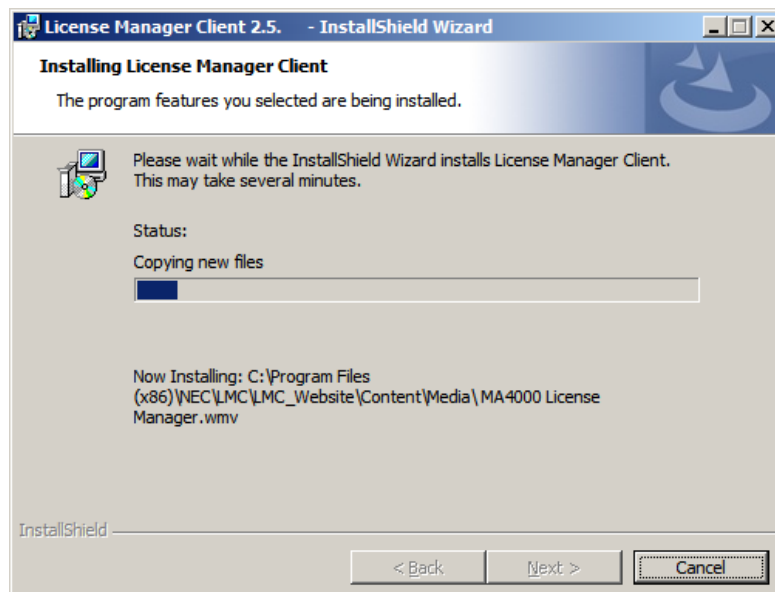 License Manager Client 2.5. - InstallShield Wizard
Installing License Manager Client
The program features you selected are being installed.
Please wait while the InstallShield Wizard installs License Manager Client.
This may take several minutes.
Status:
Copying new files
Now Installing: C:\Program Files
(x86)\NEC\LMC\LMC_Website\Content\Media\MA4000 License
Manager.wmv
InstallShield
< Back
Next >
Cancel